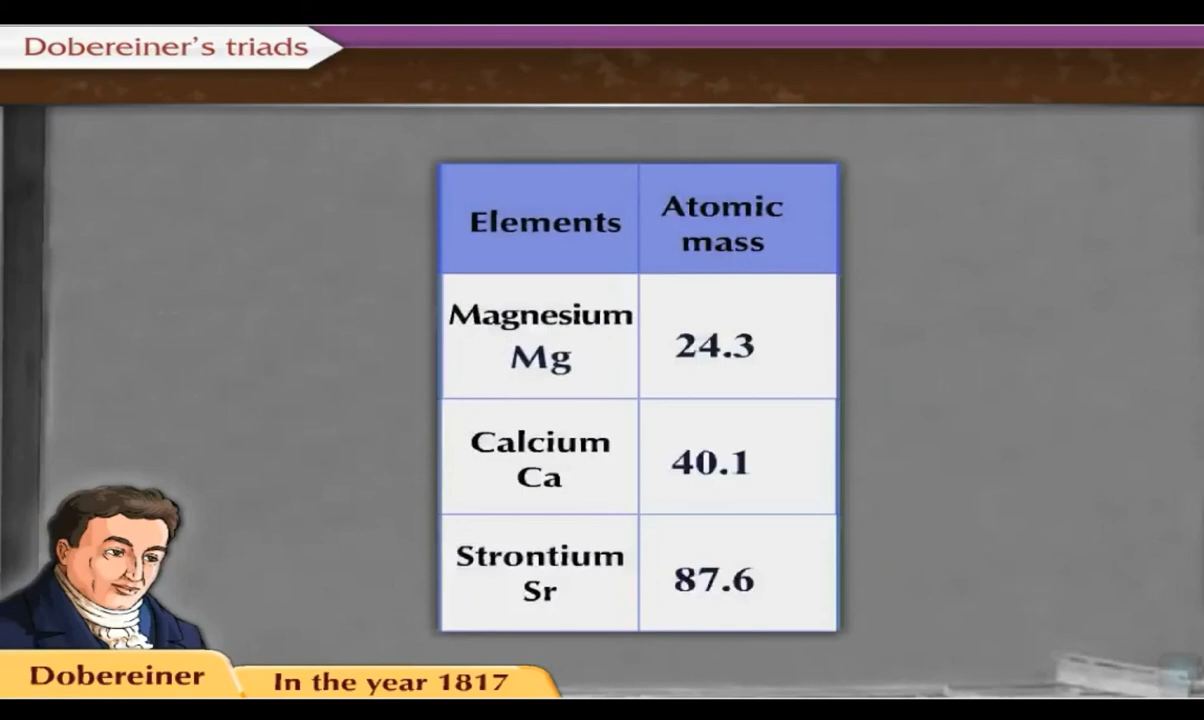 Dobereiner's triads
Elements
Atomic
mass
Magnesium
Mg
24.3
Calcium
Ca
40.1
Strontium
Sr
87.6
Dobereiner
In the year 1817